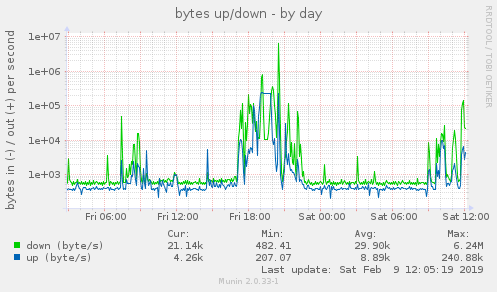 bytes up/down - by day
RRDTOOL / TOBI OETIKER
bytes in (-) / out (+) per second
1e+07
1e+06
1e+05
1e+04
1e+03
Fri 06:00 Fri 12:00 Fri 18:00 Sat 00:00 Sat 06:00 Sat 12:00
Cur: Min: Avg: Max:
down (byte/s) 21.14k 482.41 29.90k 6.24M
up (byte/s) 4.26k 207.07 8.89k 240.88k
Last update: Sat Feb 9 12:05:19 2019
Munin 2.0.33-1